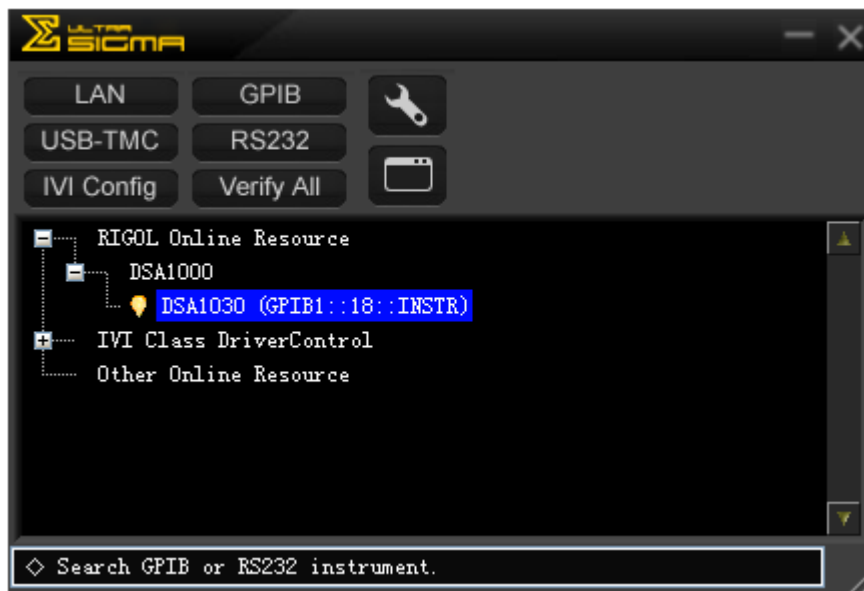 ULTRA
SIGMA
LAN
GPIB
USB-TMC
RS232
IVI Config
Verify All
RIGOL Online Resource
DSA1000
DSA1030 (GPIB1::18::INSTR)
IVI Class DriverControl
Other Online Resource
◇ Search GPIB or RS232 instrument.